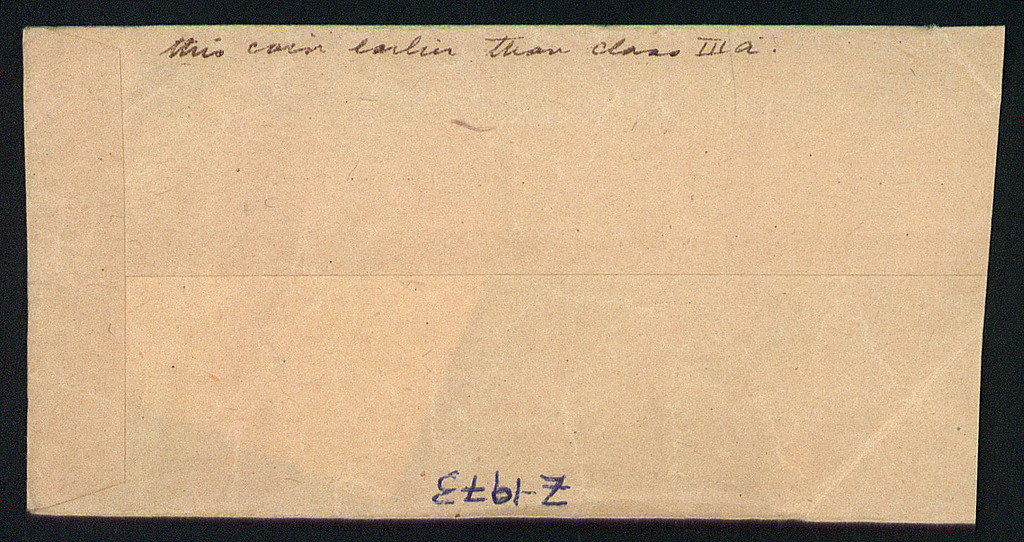 this coin earlier than class III a.
Z-1973